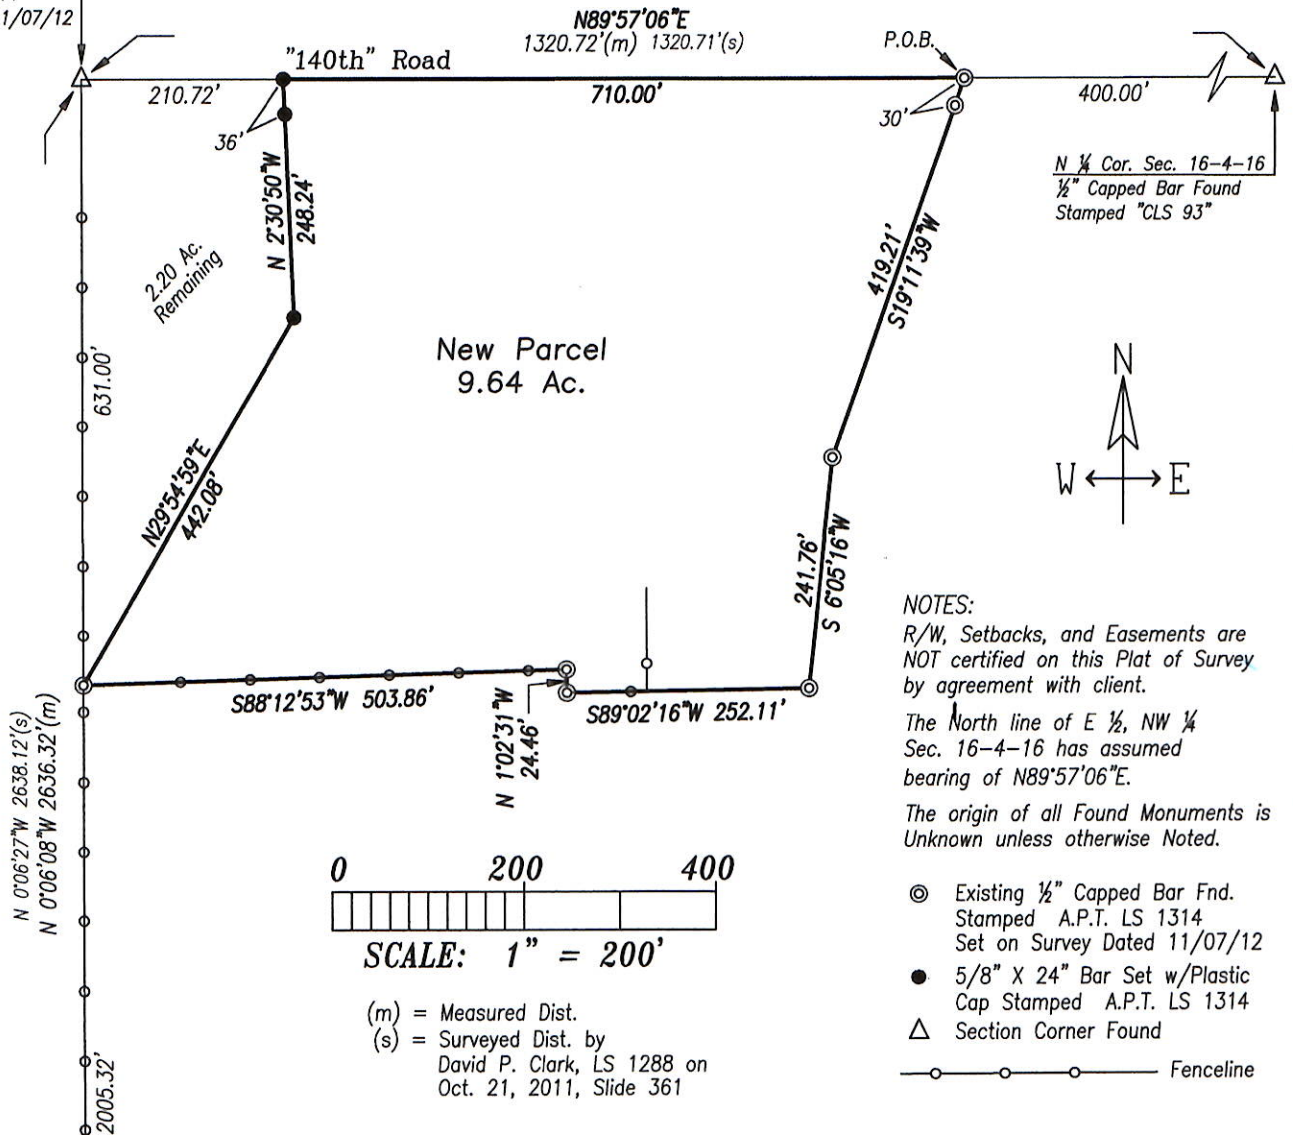 1/07/12
N89°57'06"E
1320.72'(m) 1320.71'(s)
P.O.B.
"140th" Road
210.72'
710.00'
400.00'
36'
30'
N ¼ Cor. Sec. 16-4-16
½" Capped Bar Found
Stamped "CLS 93"
N 2°30'50"W
248.24'
2.20 Ac.
Remaining
419.21'
S19°11'39"W
New Parcel
9.64 Ac.
631.00'
N
W E
N29°54'59"E
442.08'
241.76'
S 6°05'16"W
S88°12'53"W 503.86'
N 1°02'31"W
24.46'
S89°02'16"W 252.11'
N 0°06'27"W 2638.12'(s)
N 0°06'08"W 2636.32'(m)
2005.32'
NOTES:
R/W, Setbacks, and Easements are
NOT certified on this Plat of Survey
by agreement with client.
The North line of E ½, NW ¼
Sec. 16-4-16 has assumed
bearing of N89°57'06"E.
The origin of all Found Monuments is
Unknown unless otherwise Noted.
Existing ½" Capped Bar Fnd.
Stamped A.P.T. LS 1314
Set on Survey Dated 11/07/12
5/8" X 24" Bar Set w/Plastic
Cap Stamped A.P.T. LS 1314
Section Corner Found
Fenceline
0 200 400
SCALE: 1" = 200'
(m) = Measured Dist.
(s) = Surveyed Dist. by
David P. Clark, LS 1288 on
Oct. 21, 2011, Slide 361